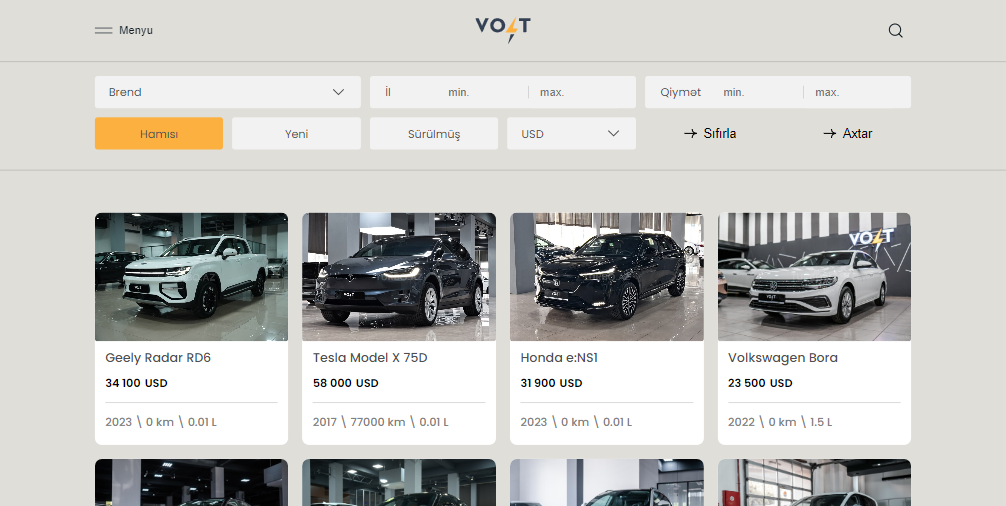 Menyu
VOLT
Brend
İl min. max.
Qiymət min. max.
Hamısı
Yeni
Sürülmüş
USD
Sıfırla
Axtar
VOLT
Geely Radar RD6
34 100 USD
2023 \ 0 km \ 0.01 L
Tesla Model X 75D
58 000 USD
2017 \ 77000 km \ 0.01 L
Honda e:NS1
31 900 USD
2023 \ 0 km \ 0.01 L
Volkswagen Bora
23 500 USD
2022 \ 0 km \ 1.5 L